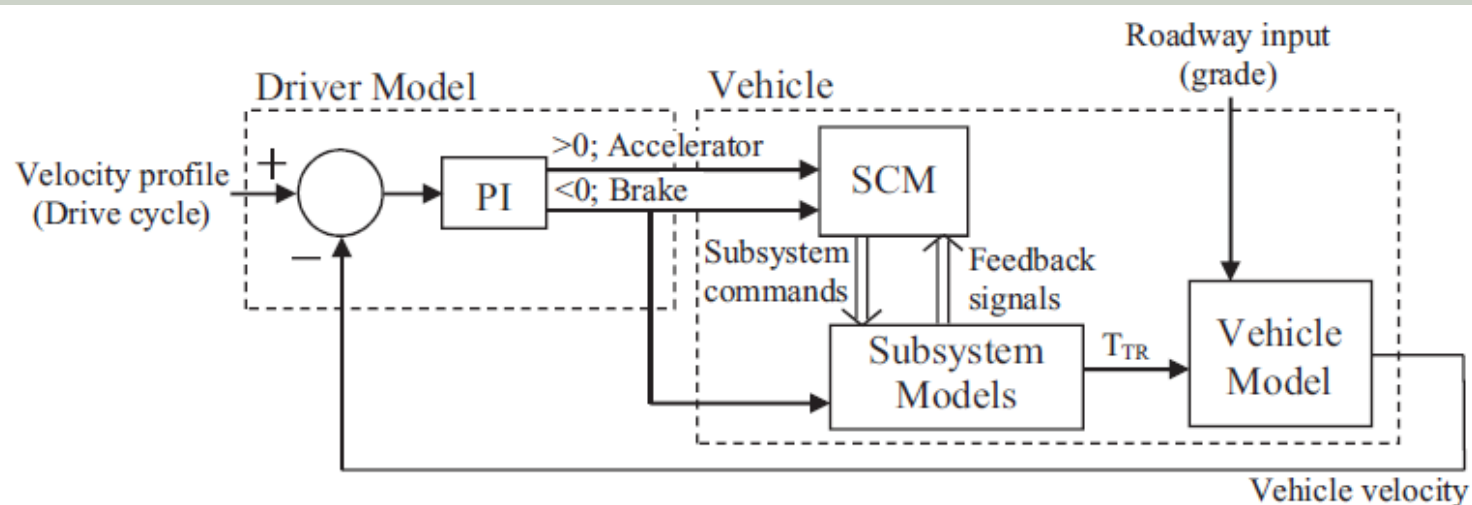 Roadway input
(grade)
Driver Model
Vehicle
>0; Accelerator
<0; Brake
+
Velocity profile
(Drive cycle)
PI
SCM
−
Subsystem
commands
Feedback
signals
Subsystem
Models
T_TR
Vehicle
Model
Vehicle velocity